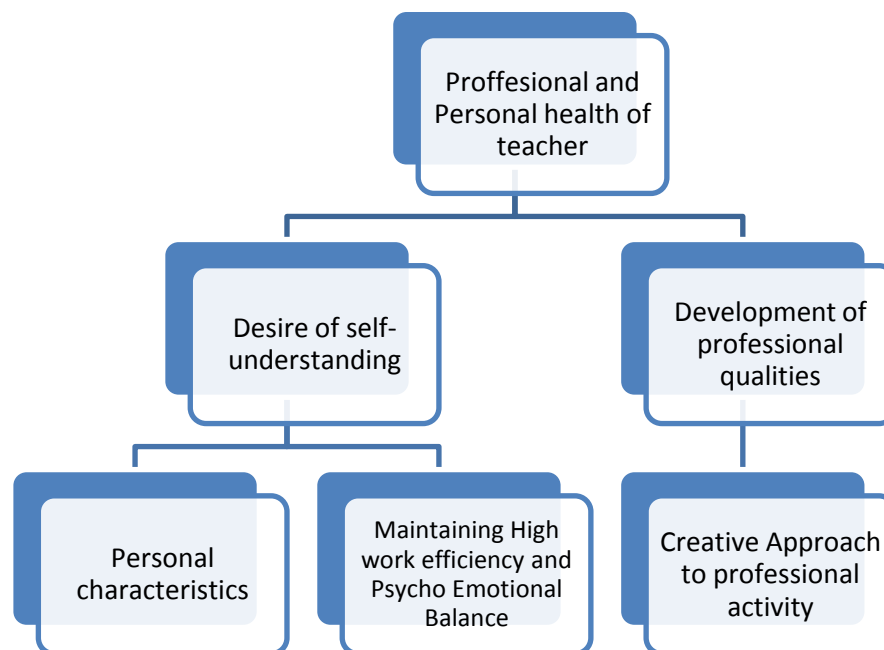 Proffesional and
Personal health of
teacher
Desire of self-
understanding
Development of
professional
qualities
Personal
characteristics
Maintaining High
work efficiency and
Psycho Emotional
Balance
Creative Approach
to professional
activity